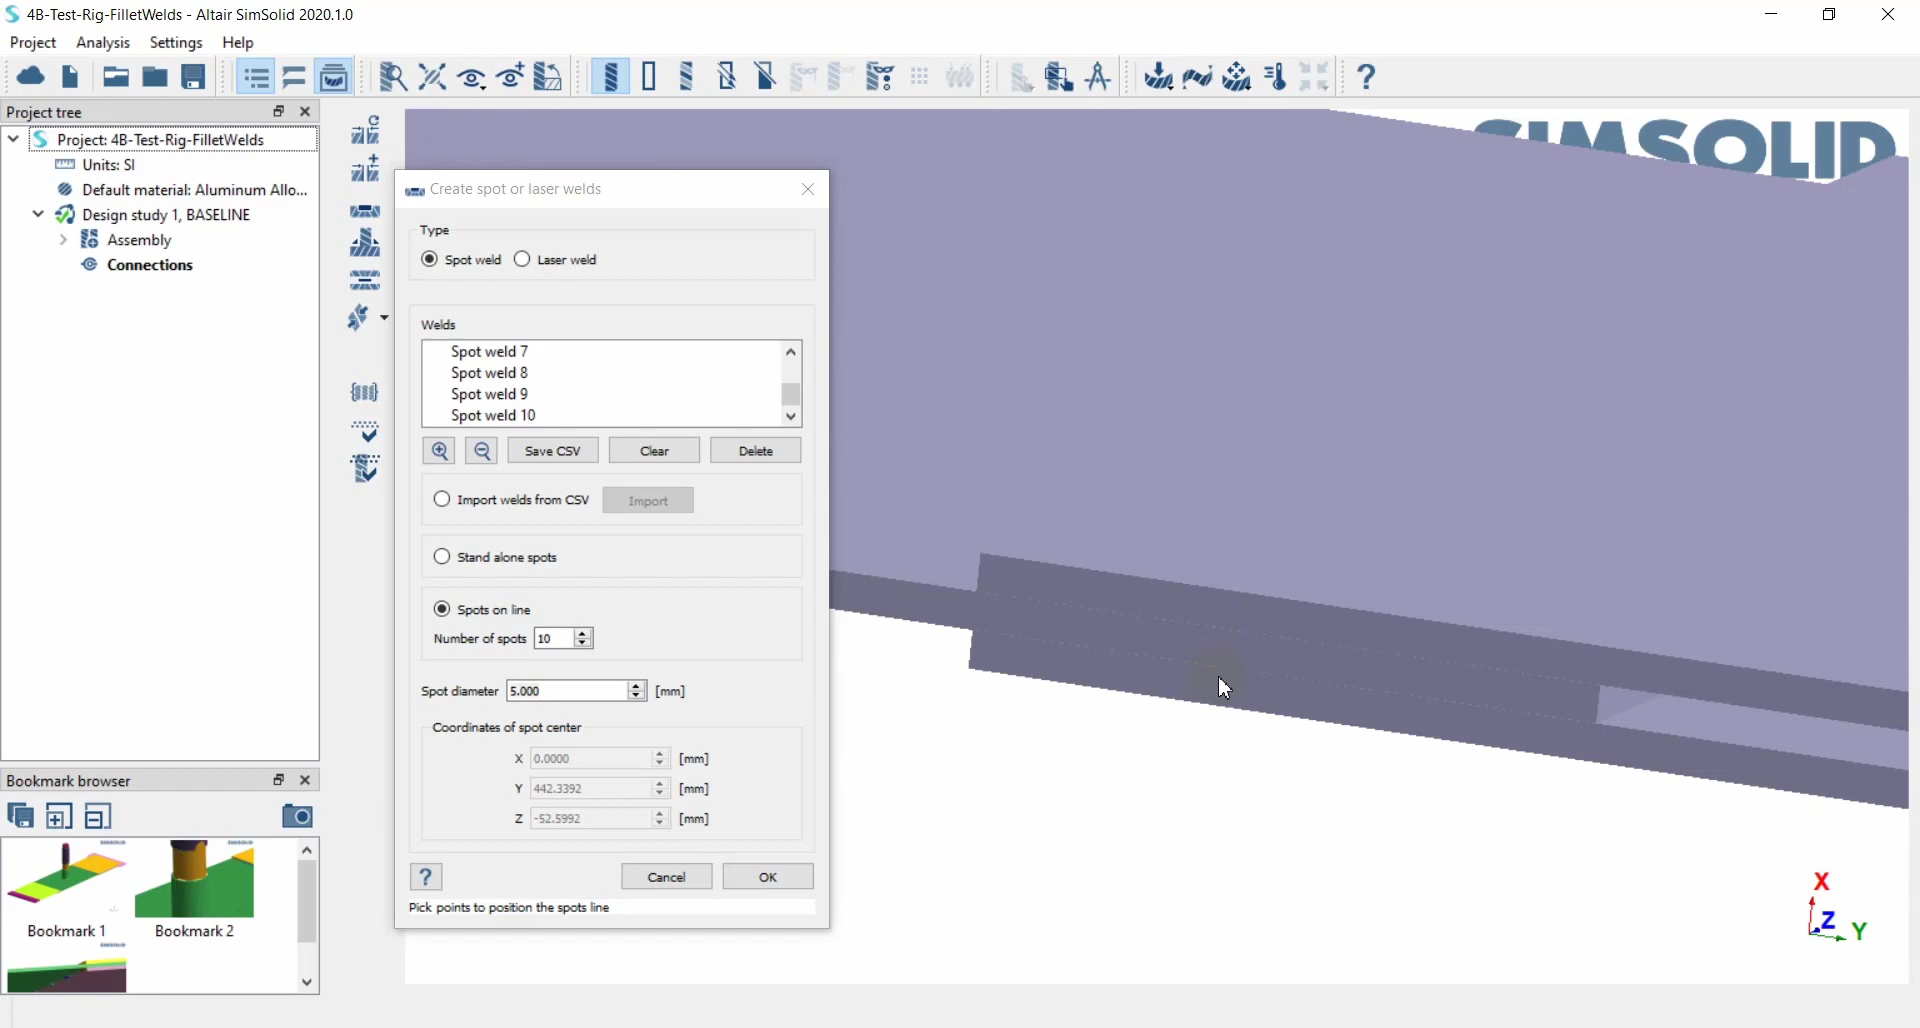 4B-Test-Rig-FilletWelds - Altair SimSolid 2020.1.0
Project Analysis Settings Help
Project tree
Project: 4B-Test-Rig-FilletWelds
Units: SI
Default material: Aluminum Allo...
Design study 1, BASELINE
Assembly
Connections
Bookmark browser
Bookmark 1
Bookmark 2
Create spot or laser welds
Type
Spot weld
Laser weld
Welds
Spot weld 7
Spot weld 8
Spot weld 9
Spot weld 10
Save CSV
Clear
Delete
Import welds from CSV
Import
Stand alone spots
Spots on line
Number of spots 10
Spot diameter 5.000 [mm]
Coordinates of spot center
X 0.0000 [mm]
Y 442.3392 [mm]
Z -52.5992 [mm]
?
Cancel
OK
Pick points to position the spots line
SIMSOLID
X
Z
Y